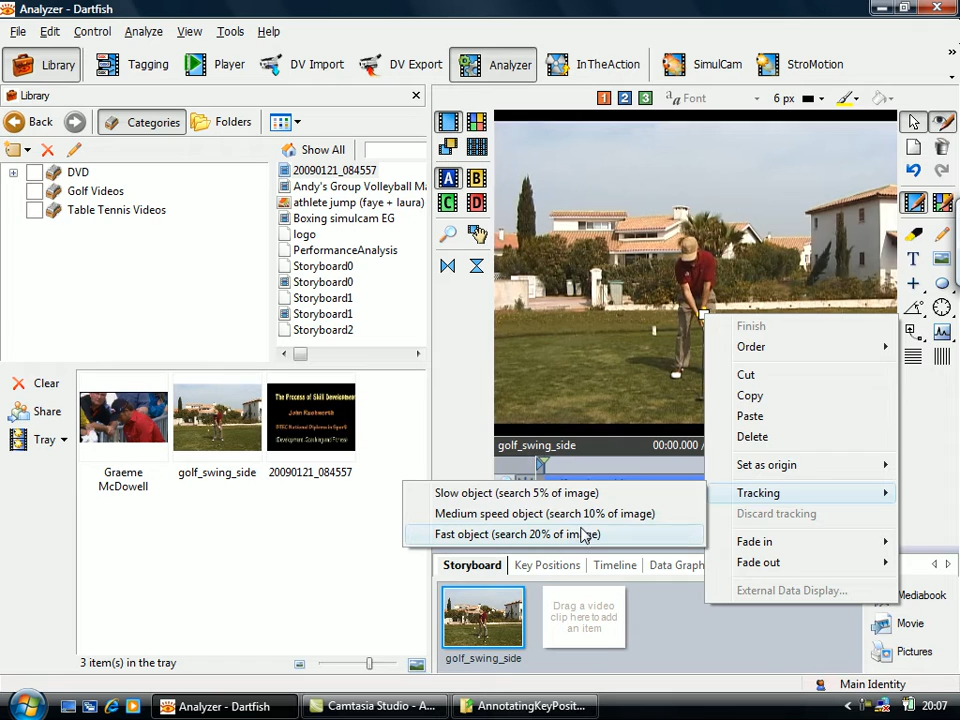 Analyzer - Dartfish
File Edit Control Analyze View Tools Help
Library Tagging Player DV Import DV Export Analyzer InTheAction SimulCam StroMotion
Library
Back Categories Folders
Show All
DVD
Golf Videos
Table Tennis Videos
20090121_084557
Andy's Group Volleyball Ma
athlete jump (faye + laura)
Boxing simulcam EG
logo
PerformanceAnalysis
Storyboard0
Storyboard0
Storyboard1
Storyboard1
Storyboard2
Clear
Share
Tray
Graeme
McDowell
golf_swing_side
The Process of Skill Development
20090121_084557
3 item(s) in the tray
1 2 3 Font 6 px
A B
C D
golf_swing_side 00:00.000
Finish
Order
Cut
Copy
Paste
Delete
Set as origin
Tracking
Discard tracking
Fade in
Fade out
External Data Display...
Slow object (search 5% of image)
Medium speed object (search 10% of image)
Fast object (search 20% of image)
Storyboard Key Positions Timeline Data Graph
golf_swing_side
Drag a video
clip here to add
an item
Mediabook
Movie
Pictures
Main Identity
Analyzer - Dartfish Camtasia Studio - A... AnnotatingKeyPosit... 20:07